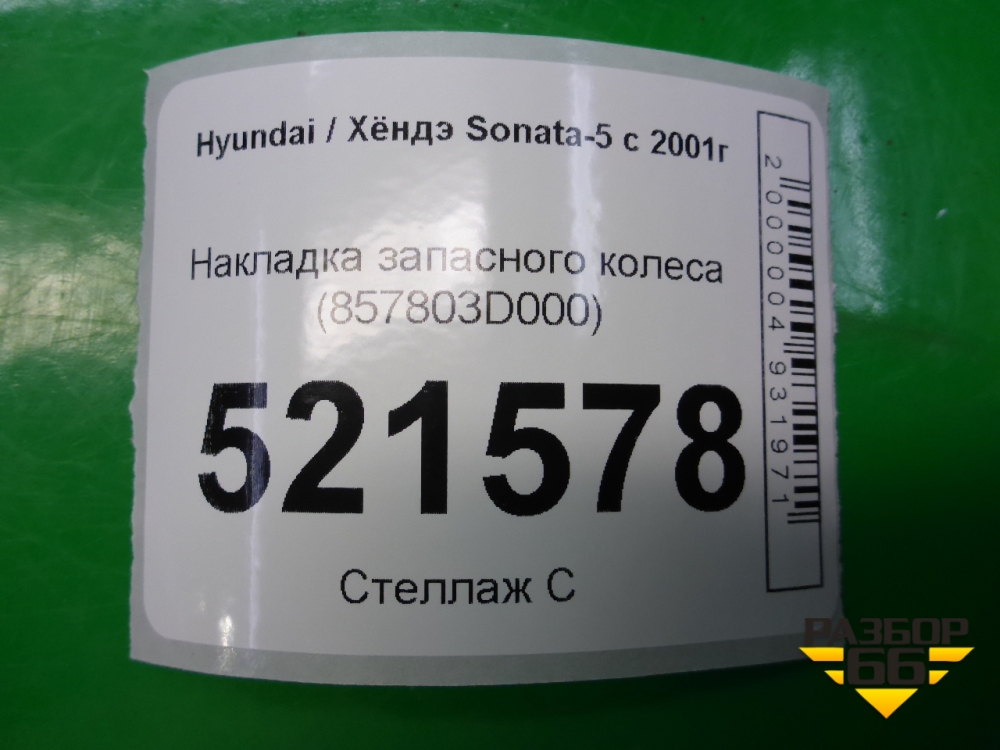 Hyundai / Хёндэ Sonata-5 с 2001г
Накладка запасного колеса
(857803D000)
521578
Стеллаж С
2000004931971
РАЗБОР
66